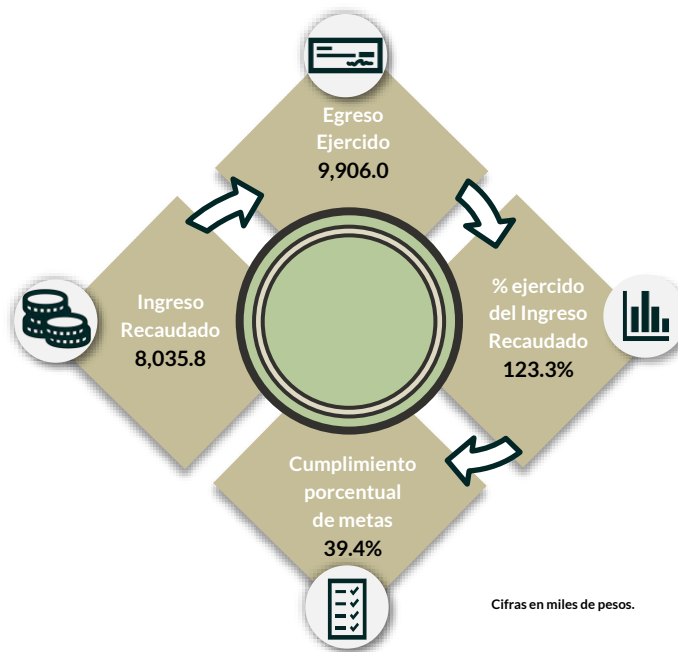 Egreso
Ejercido
9,906.0
Ingreso
Recaudado
8,035.8
% ejercido
del Ingreso
Recaudado
123.3%
Cumplimiento
porcentual
de metas
39.4%
Cifras en miles de pesos.